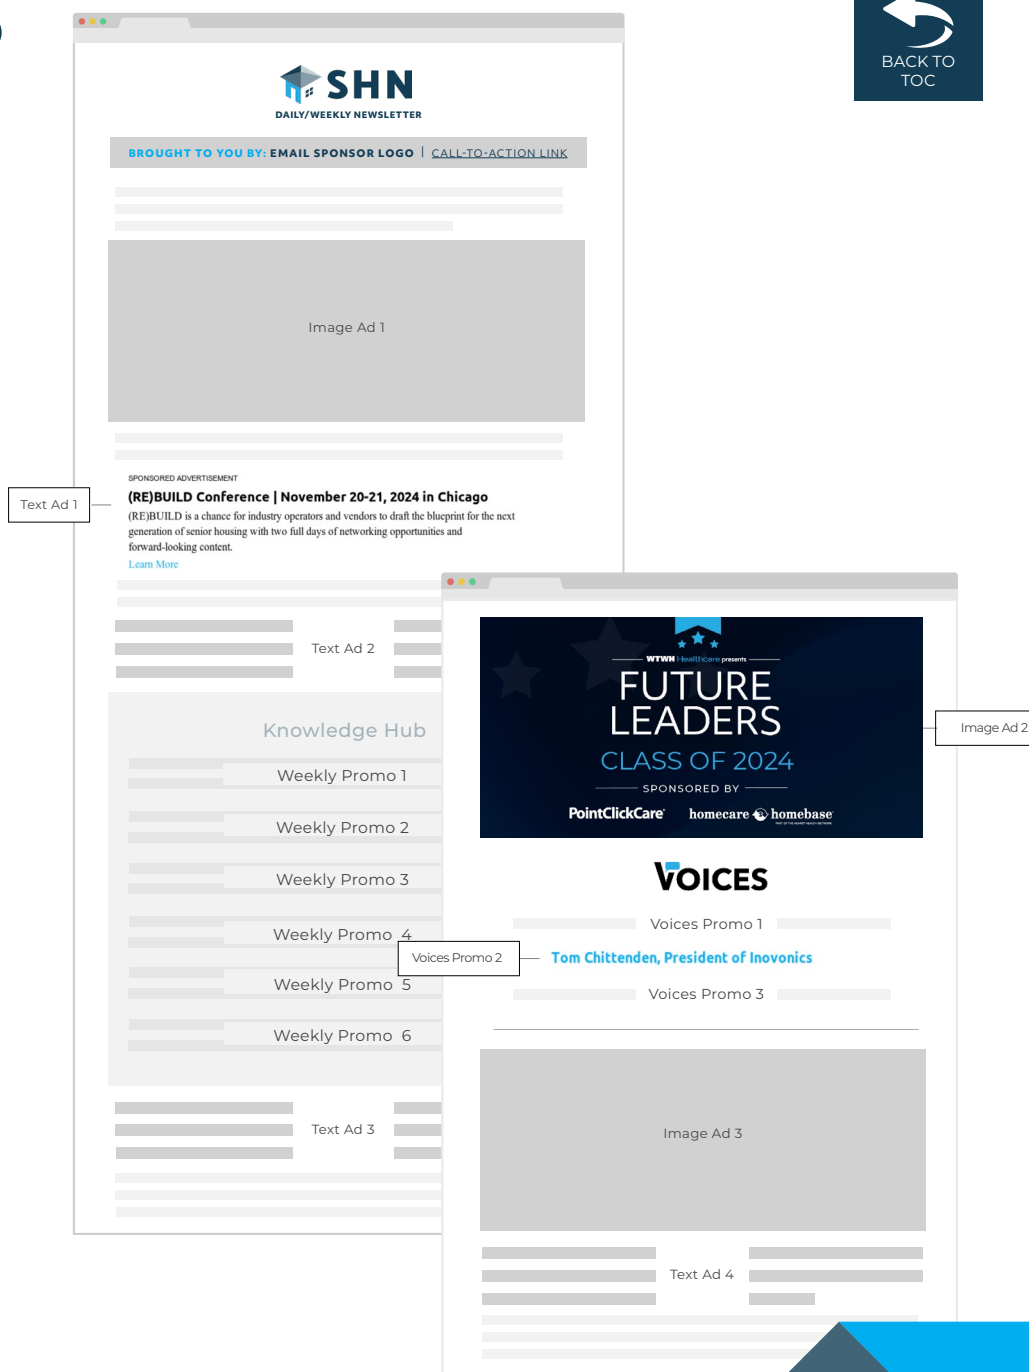 BACK TO
TOC
SHN
DAILY/WEEKLY NEWSLETTER
BROUGHT TO YOU BY: EMAIL SPONSOR LOGO | CALL-TO-ACTION LINK
Image Ad 1
Text Ad 1
SPONSORED ADVERTISEMENT
(RE)BUILD Conference | November 20-21, 2024 in Chicago
(RE)BUILD is a chance for industry operators and vendors to draft the blueprint for the next
generation of senior housing with two full days of networking opportunities and
forward-looking content.
Learn More
Text Ad 2
Knowledge Hub
Weekly Promo 1
Weekly Promo 2
Weekly Promo 3
Weekly Promo 4
Weekly Promo 5
Weekly Promo 6
Text Ad 3
WTWH Healthcare presents
FUTURE
LEADERS
CLASS OF 2024
SPONSORED BY
PointClickCare homecare homebase
Image Ad 2
VOICES
Voices Promo 1
Voices Promo 2
Tom Chittenden, President of Inovonics
Voices Promo 3
Image Ad 3
Text Ad 4